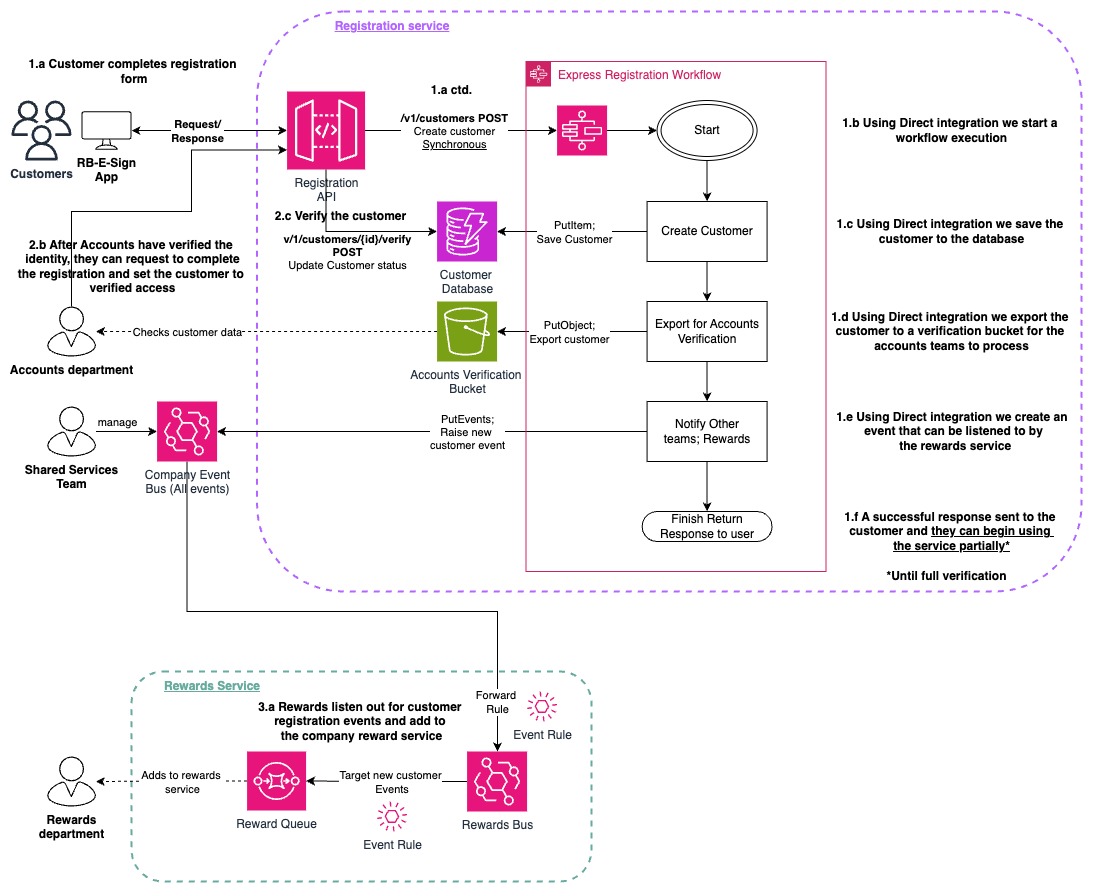 Registration service
1.a Customer completes registration
form
Customers
RB-E-Sign
App
Request/
Response
Registration
API
1.a ctd.
/v1/customers POST
Create customer
Synchronous
Express Registration Workflow
Start
1.b Using Direct integration we start a
workflow execution
2.c Verify the customer
v/1/customers/{id}/verify
POST
Update Customer status
Customer
Database
PutItem;
Save Customer
Create Customer
1.c Using Direct integration we save the
customer to the database
2.b After Accounts have verified the
identity, they can request to complete
the registration and set the customer to
verified access
Accounts department
Checks customer data
Accounts Verification
Bucket
PutObject;
Export customer
Export for Accounts
Verification
1.d Using Direct integration we export the
customer to a verification bucket for the
accounts teams to process
Shared Services
Team
manage
Company Event
Bus (All events)
PutEvents;
Raise new
customer event
Notify Other
teams; Rewards
1.e Using Direct integration we create an
event that can be listened to by
the rewards service
Finish Return
Response to user
1.f A successful response sent to the
customer and they can begin using
the service partially*
*Until full verification
Rewards Service
3.a Rewards listen out for customer
registration events and add to
the company reward service
Forward
Rule
Event Rule
Rewards
department
Adds to rewards
service
Reward Queue
Target new customer
Events
Event Rule
Rewards Bus